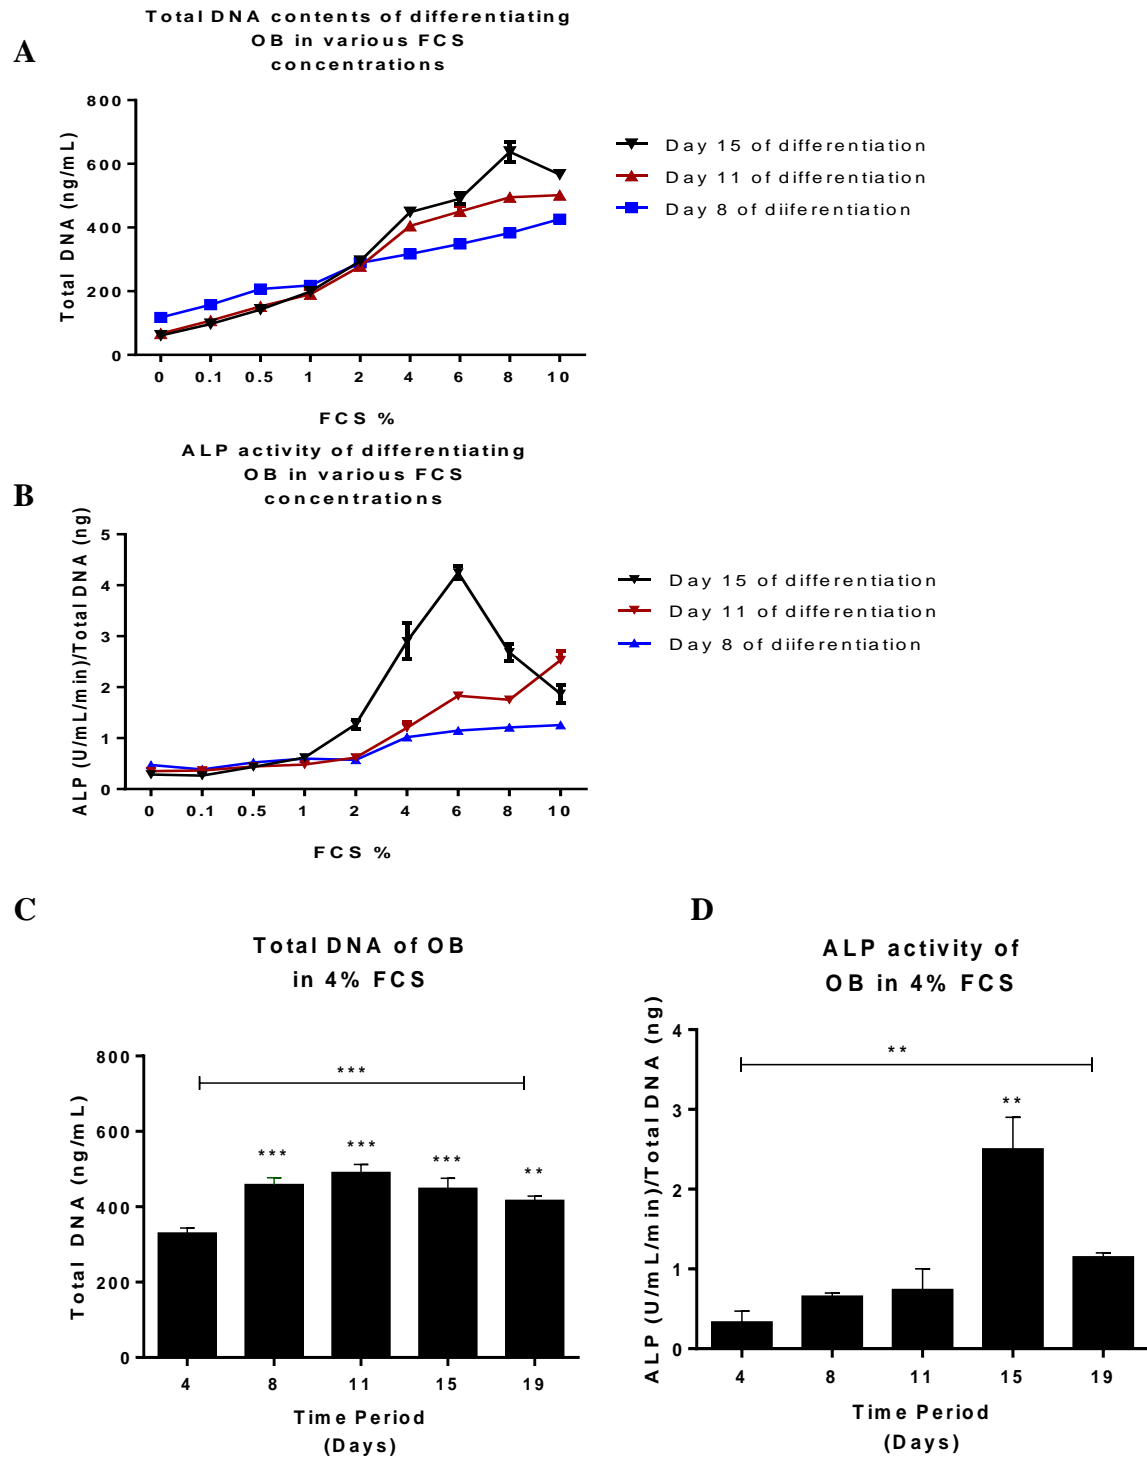 A
Total DNA contents of differentiating
OB in various FCS
concentrations
Total DNA (ng/mL)
800
600
400
200
0
0 0.1 0.5 1 2 4 6 8 10
FCS %
Day 15 of differentiation
Day 11 of differentiation
Day 8 of diiferentiation
B
ALP activity of differentiating
OB in various FCS
concentrations
ALP (U/mL/min)/Total DNA (ng)
5
4
3
2
1
0
0 0.1 0.5 1 2 4 6 8 10
FCS %
Day 15 of differentiation
Day 11 of differentiation
Day 8 of diiferentiation
C
Total DNA of OB
in 4% FCS
Total DNA (ng/mL)
800
600
400
200
0
***
*** *** *** **
4 8 11 15 19
Time Period
(Days)
D
ALP activity of
OB in 4% FCS
ALP (U/mL/min)/Total DNA (ng)
4
3
2
1
0
**
**
4 8 11 15 19
Time Period
(Days)